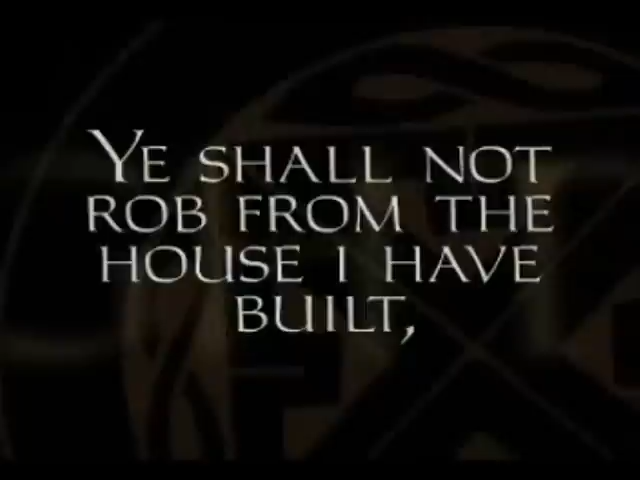 Ye shall not
rob from the
house I have
built,